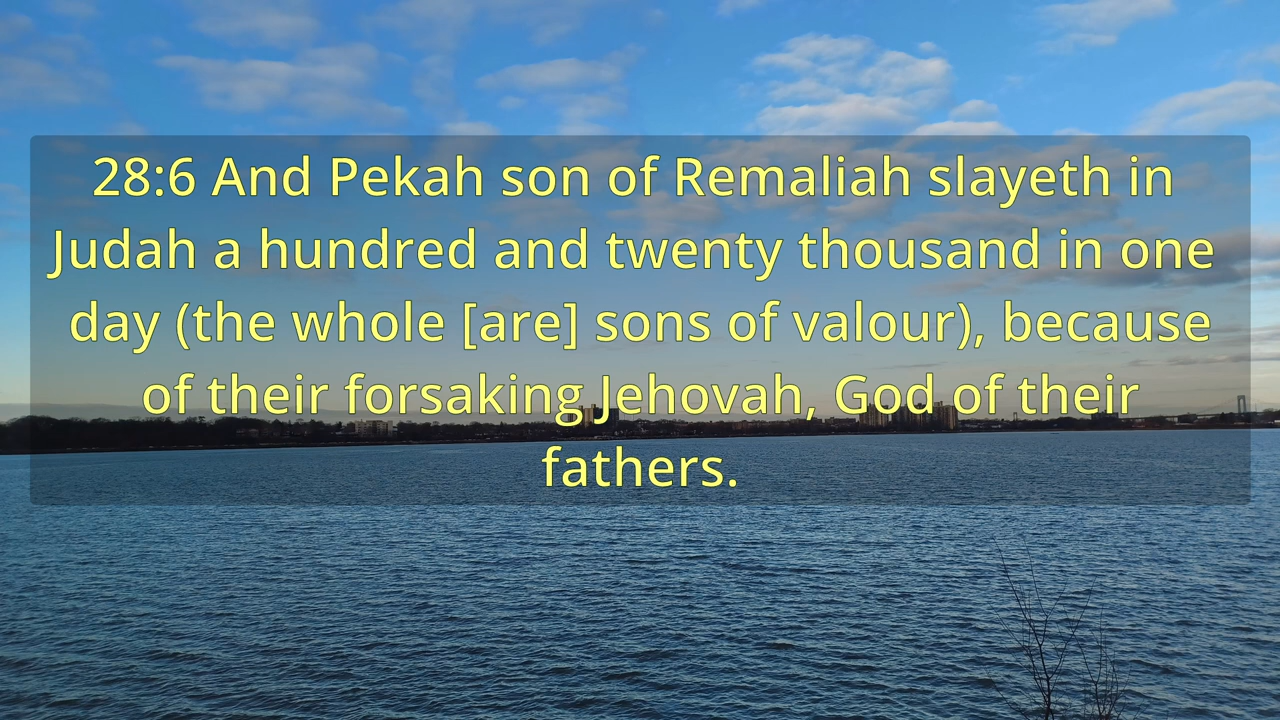 28:6 And Pekah son of Remaliah slayeth in
Judah a hundred and twenty thousand in one
day (the whole [are] sons of valour), because
of their forsaking Jehovah, God of their
fathers.